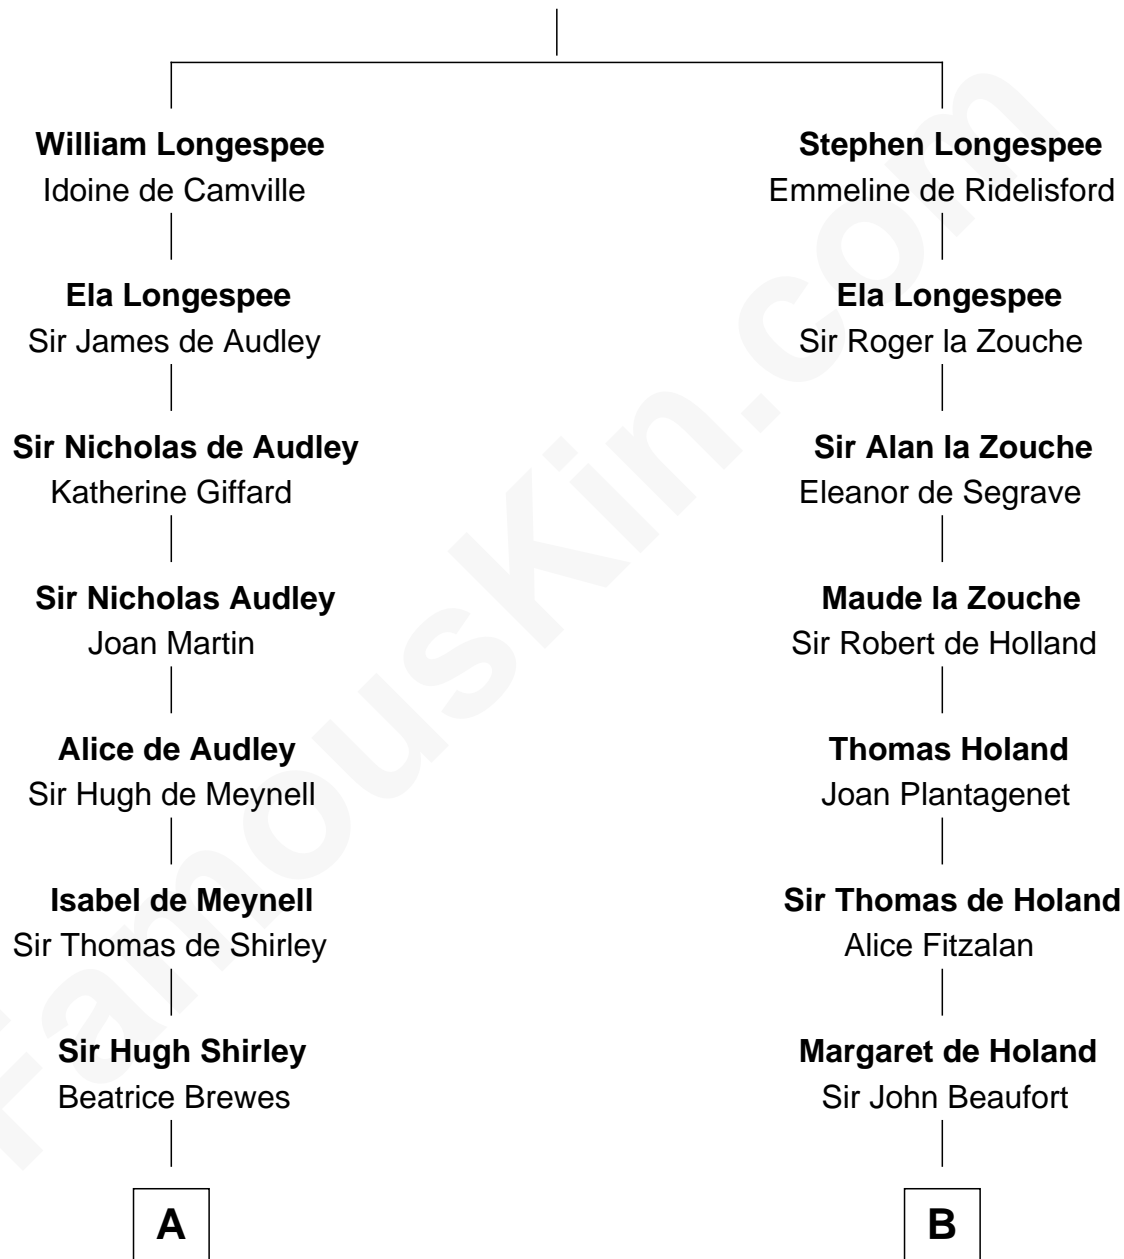 William Longespee
Idoine de Camville
Ela Longespee
Sir James de Audley
Sir Nicholas de Audley
Katherine Giffard
Sir Nicholas Audley
Joan Martin
Alice de Audley
Sir Hugh de Meynell
Isabel de Meynell
Sir Thomas de Shirley
Sir Hugh Shirley
Beatrice Brewes
A
Stephen Longespee
Emmeline de Ridelisford
Ela Longespee
Sir Roger la Zouche
Sir Alan la Zouche
Eleanor de Segrave
Maude la Zouche
Sir Robert de Holland
Thomas Holand
Joan Plantagenet
Sir Thomas de Holand
Alice Fitzalan
Margaret de Holand
Sir John Beaufort
B
FamousKin.com